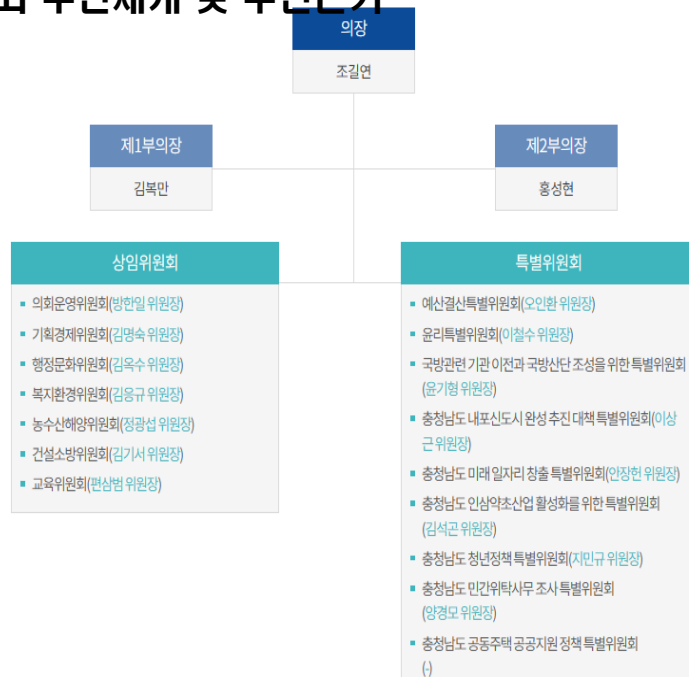 의장
조길연
제1부의장
김복만
제2부의장
홍성현
상임위원회
의회운영위원회(방한일 위원장)
기획경제위원회(김명숙 위원장)
행정문화위원회(김옥수 위원장)
복지환경위원회(김응규 위원장)
농수산해양위원회(정광섭 위원장)
건설소방위원회(김기서 위원장)
교육위원회(편삼범 위원장)
특별위원회
예산결산특별위원회(오인환 위원장)
윤리특별위원회(이철수 위원장)
국방관련 기관 이전과 국방산단 조성을 위한 특별위원회
(윤기형 위원장)
충청남도 내포신도시 완성 추진 대책 특별위원회(이상
근 위원장)
충청남도 미래 일자리 창출 특별위원회(안장헌 위원장)
충청남도 인삼약초산업 활성화를 위한 특별위원회
(김석곤 위원장)
충청남도 청년정책 특별위원회(지민규 위원장)
충청남도 민간위탁사무 조사 특별위원회
(양경모 위원장)
충청남도 공동주택 공공지원 정책 특별위원회
(-)